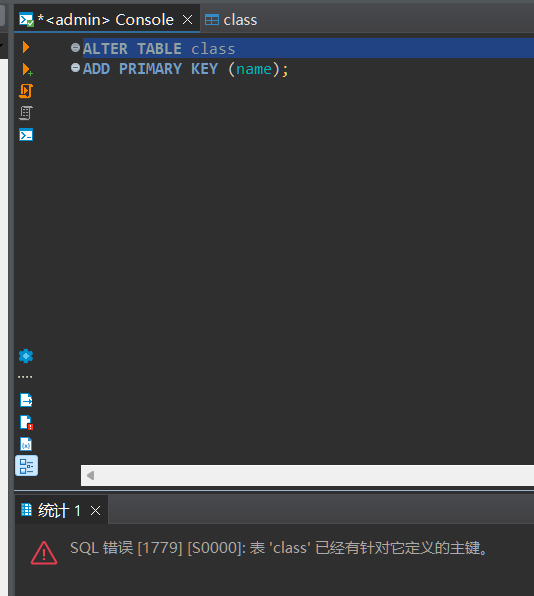 *<admin> Console
class
ALTER TABLE class
ADD PRIMARY KEY (name);
统计 1
SQL 错误 [1779] [S0000]: 表 'class' 已经有针对它定义的主键。